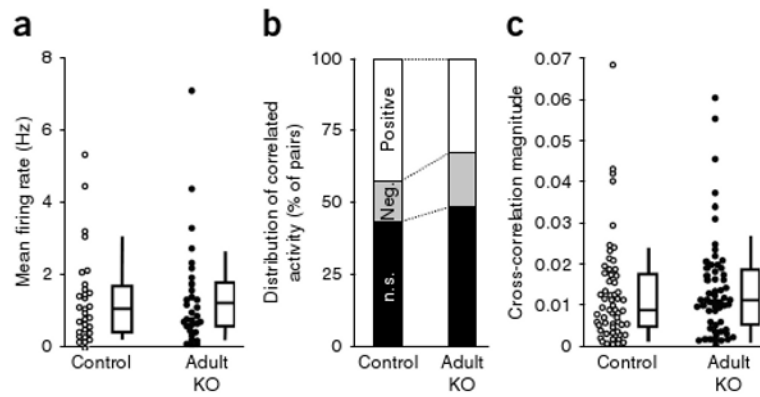 a
Mean firing rate (Hz)
8
6
4
2
0
Control
Adult
KO
b
Distribution of correlated
activity (% of pairs)
100
75
50
25
0
Positive
Neg.
n.s.
Control
Adult
KO
c
Cross-correlation magnitude
0.07
0.06
0.05
0.04
0.03
0.02
0.01
0
Control
Adult
KO